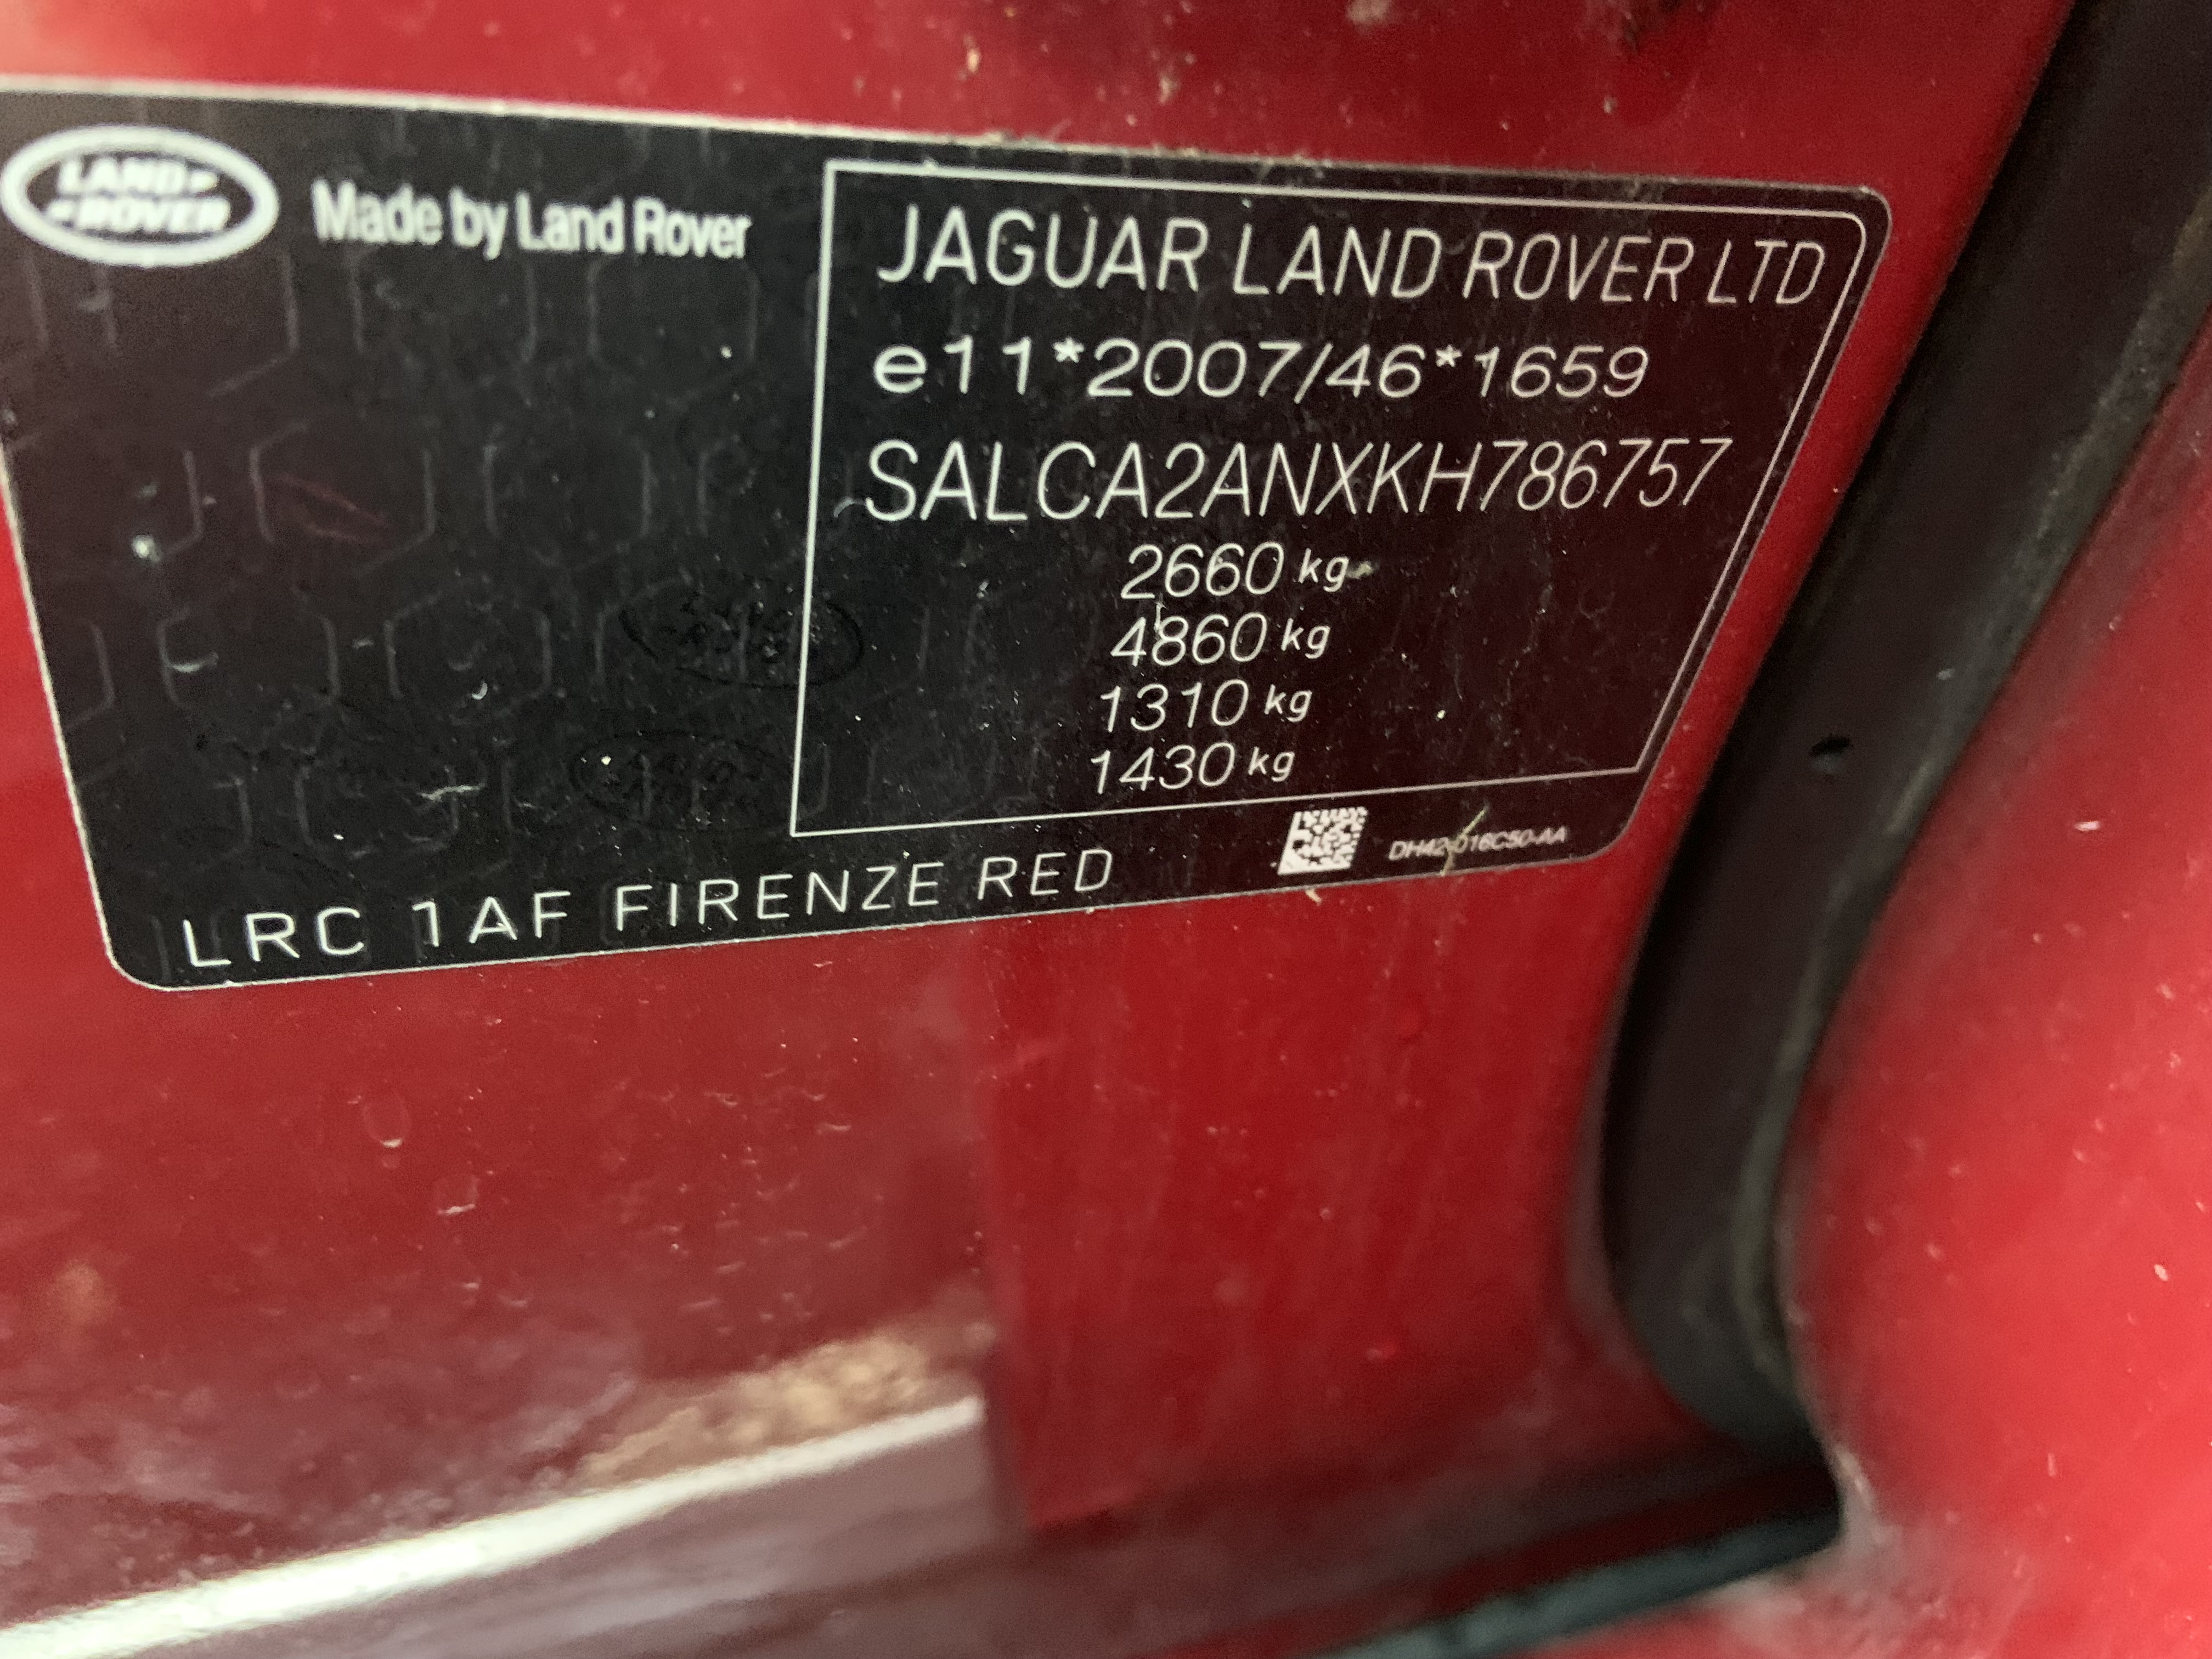 LAND ROVER
Made by Land Rover
JAGUAR LAND ROVER LTD
e11*2007/46*1659
SALCA2ANXKH786757
2660 kg
4860 kg
1310 kg
1430 kg
LRC 1AF FIRENZE RED
DH42-016C50-AA